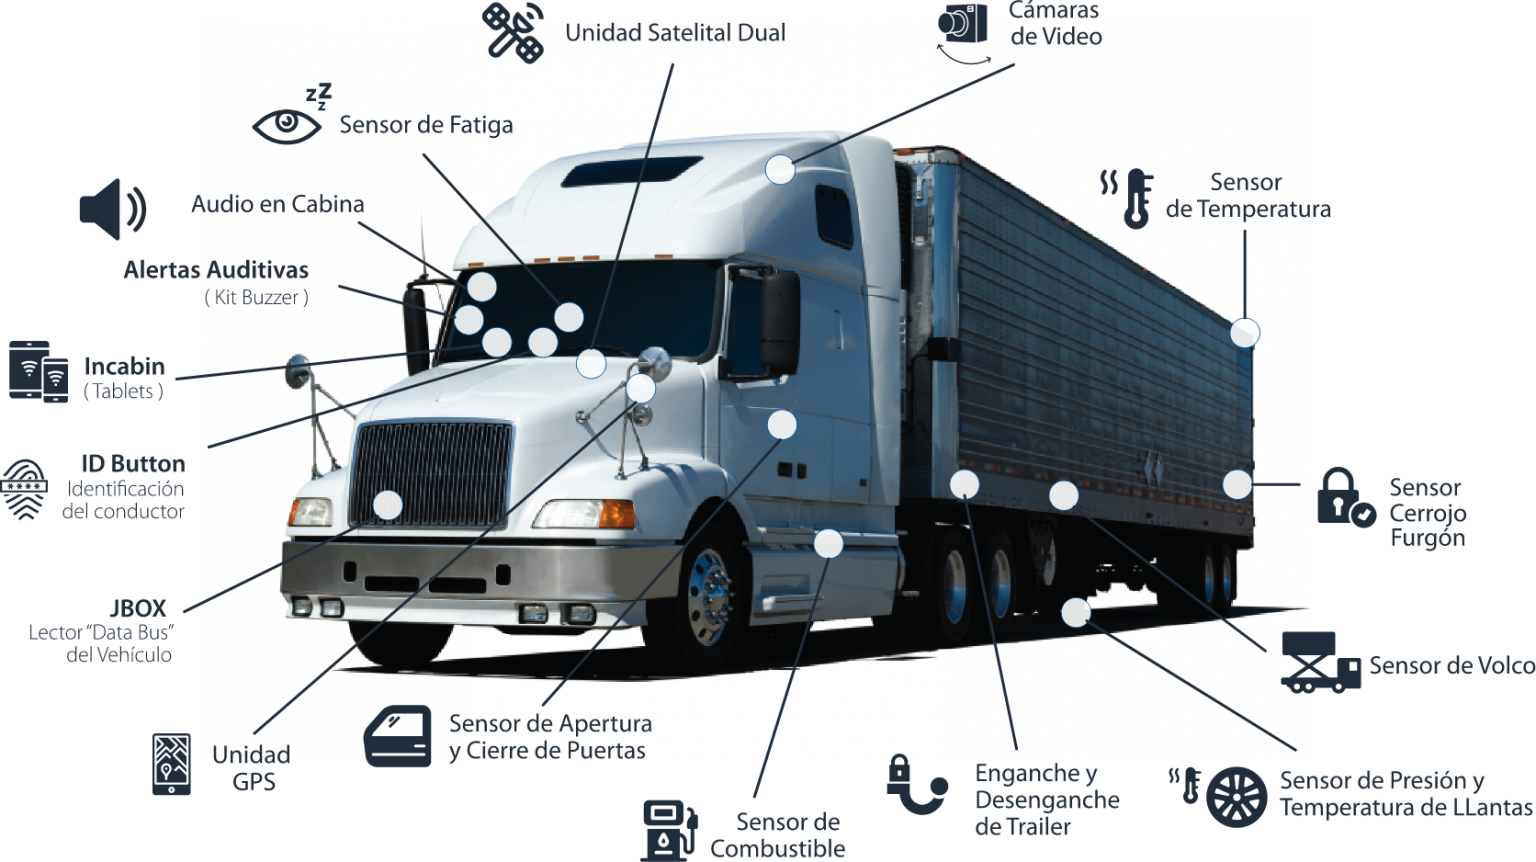 Unidad Satelital Dual
Cámaras
de Video
zzz
Sensor de Fatiga
Sensor
de Temperatura
Audio en Cabina
Alertas Auditivas
( Kit Buzzer )
Incabin
( Tablets )
ID Button
Identificación
del conductor
****
Sensor
Cerrojo
Furgón
JBOX
Lector “Data Bus”
del Vehículo
Sensor de Volco
Unidad
GPS
Sensor de Apertura
y Cierre de Puertas
Enganche y
Desenganche
de Trailer
Sensor de Presión y
Temperatura de LLantas
Sensor de
Combustible